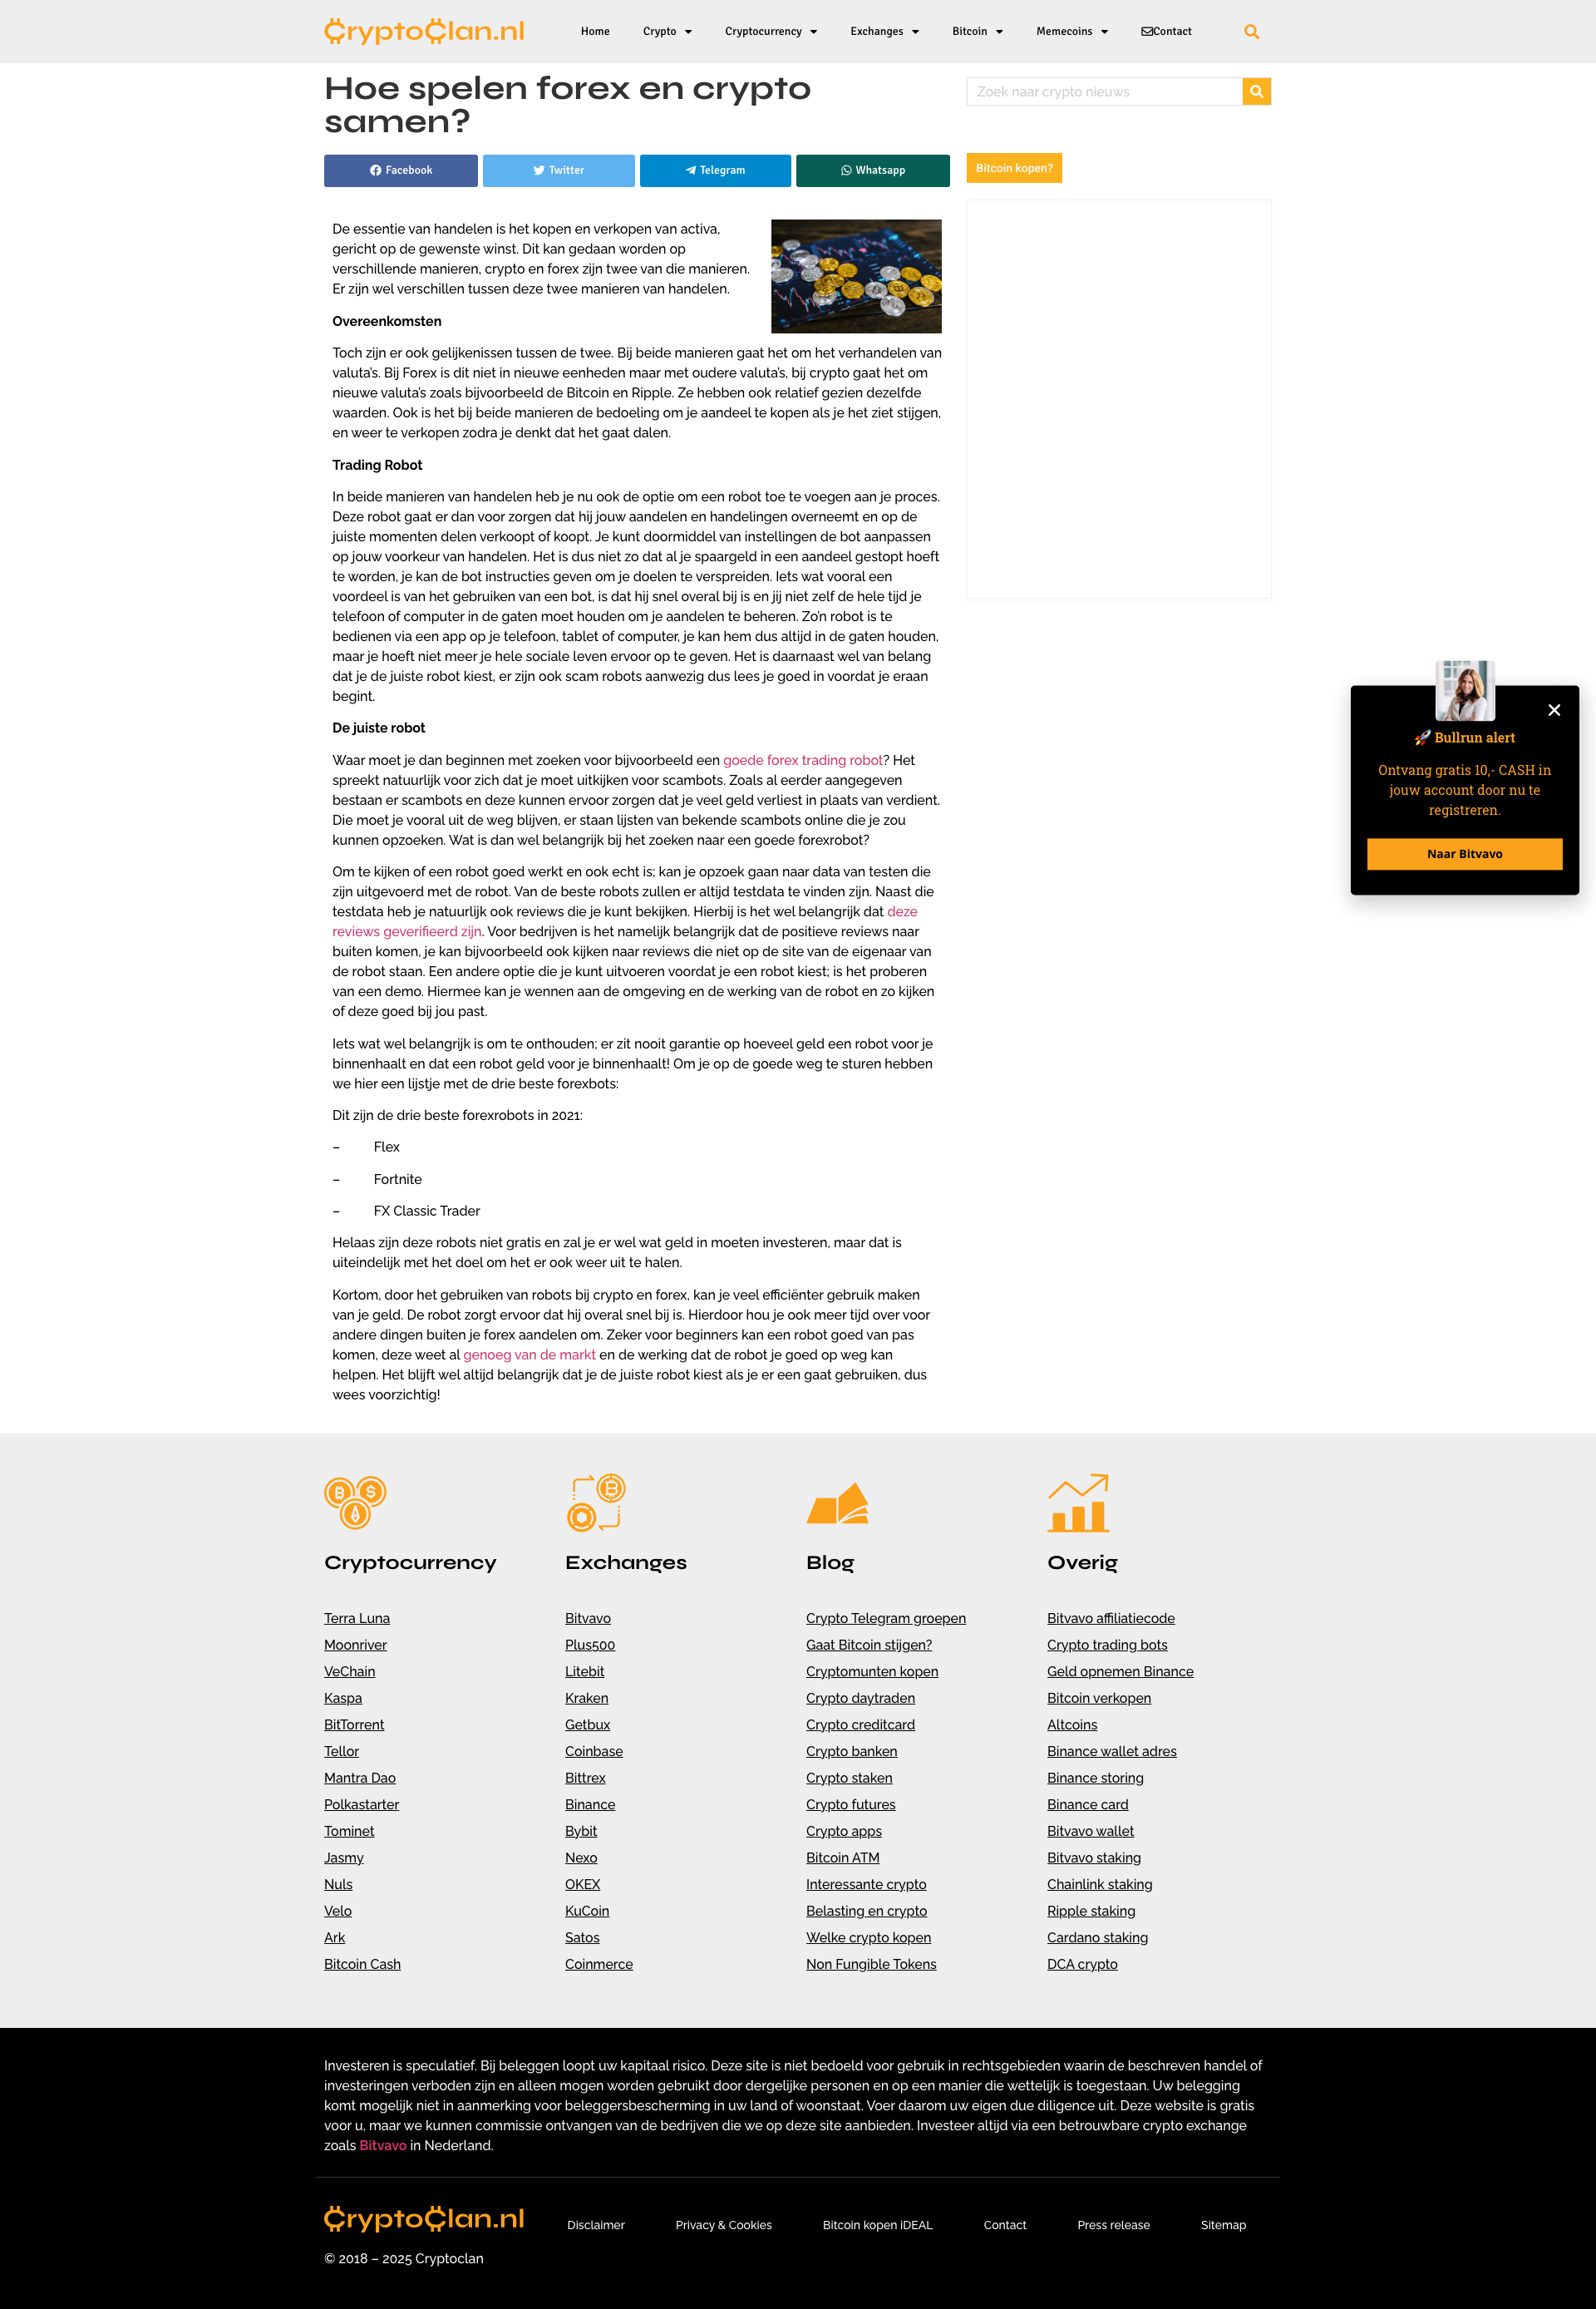 CryptoClan.nl
Home
Crypto
Cryptocurrency
Exchanges
Bitcoin
Memecoins
Contact
Hoe spelen forex en crypto
samen?
Facebook
Twitter
Telegram
Whatsapp
De essentie van handelen is het kopen en verkopen van activa,
gericht op de gewenste winst. Dit kan gedaan worden op
verschillende manieren, crypto en forex zijn twee van die manieren.
Er zijn wel verschillen tussen deze twee manieren van handelen.
Overeenkomsten
Toch zijn er ook gelijkenissen tussen de twee. Bij beide manieren gaat het om het verhandelen van
valuta's. Bij Forex is dit niet in nieuwe eenheden maar met oudere valuta's, bij crypto gaat het om
nieuwe valuta's zoals bijvoorbeeld de Bitcoin en Ripple. Ze hebben ook relatief gezien dezelfde
waarden. Ook is het bij beide manieren de bedoeling om je aandeel te kopen als je het ziet stijgen,
en weer te verkopen zodra je denkt dat het gaat dalen.
Trading Robot
In beide manieren van handelen heb je nu ook de optie om een robot toe te voegen aan je proces.
Deze robot gaat er dan voor zorgen dat hij jouw aandelen en handelingen overneemt en op de
juiste momenten delen verkoopt of koopt. Je kunt doormiddel van instellingen de bot aanpassen
op jouw voorkeur van handelen. Het is dus niet zo dat al je spaargeld in een aandeel gestopt hoeft
te worden, je kan de bot instructies geven om je doelen te verspreiden. Iets wat vooral een
voordeel is van het gebruiken van een bot, is dat hij snel overal bij is en jij niet zelf de hele tijd je
telefoon of computer in de gaten moet houden om je aandelen te beheren. Zo'n robot is te
bedienen via een app op je telefoon, tablet of computer, je kan hem dus altijd in de gaten houden,
maar je hoeft niet meer je hele sociale leven ervoor op te geven. Het is daarnaast wel van belang
dat je de juiste robot kiest, er zijn ook scam robots aanwezig dus lees je goed in voordat je eraan
begint.
De juiste robot
Waar moet je dan beginnen met zoeken voor bijvoorbeeld een goede forex trading robot? Het
spreekt natuurlijk voor zich dat je moet uitkijken voor scambots. Zoals al eerder aangegeven
bestaan er scambots en deze kunnen ervoor zorgen dat je veel geld verliest in plaats van verdient.
Die moet je vooral uit de weg blijven, er staan lijsten van bekende scambots online die je zou
kunnen opzoeken. Wat is dan wel belangrijk bij het zoeken naar een goede forexrobot?
Om te kijken of een robot goed werkt en ook echt is; kan je opzoek gaan naar data van testen die
zijn uitgevoerd met de robot. Van de beste robots zullen er altijd testdata te vinden zijn. Naast die
testdata heb je natuurlijk ook reviews die je kunt bekijken. Hierbij is het wel belangrijk dat deze
reviews geverifieerd zijn. Voor bedrijven is het namelijk belangrijk dat de positieve reviews naar
buiten komen, je kan bijvoorbeeld ook kijken naar reviews die niet op de site van de eigenaar van
de robot staan. Een andere optie die je kunt uitvoeren voordat je een robot kiest; is het proberen
van een demo. Hiermee kan je wennen aan de omgeving en de werking van de robot en zo kijken
of deze goed bij jou past.
Iets wat wel belangrijk is om te onthouden; er zit nooit garantie op hoeveel geld een robot voor je
binnenhaalt en dat een robot geld voor je binnenhaalt! Om je op de goede weg te sturen hebben
we hier een lijstje met de drie beste forexbots:
Dit zijn de drie beste forexrobots in 2021:
– Flex
– Fortnite
– FX Classic Trader
Helaas zijn deze robots niet gratis en zal je er wel wat geld in moeten investeren, maar dat is
uiteindelijk met het doel om het er ook weer uit te halen.
Kortom, door het gebruiken van robots bij crypto en forex, kan je veel efficiënter gebruik maken
van je geld. De robot zorgt ervoor dat hij overal snel bij is. Hierdoor hou je ook meer tijd over voor
andere dingen buiten je forex aandelen om. Zeker voor beginners kan een robot goed van pas
komen, deze weet al genoeg van de markt en de werking dat de robot je goed op weg kan
helpen. Het blijft wel altijd belangrijk dat je de juiste robot kiest als je er een gaat gebruiken, dus
wees voorzichtig!
Zoek naar crypto nieuws
Bitcoin kopen?
🚀 Bullrun alert
Ontvang gratis 10,- CASH in
jouw account door nu te
registreren.
Naar Bitvavo
Cryptocurrency
Terra Luna
Moonriver
VeChain
Kaspa
BitTorrent
Tellor
Mantra Dao
Polkastarter
Tominet
Jasmy
Nuls
Velo
Ark
Bitcoin Cash
Exchanges
Bitvavo
Plus500
Litebit
Kraken
Getbux
Coinbase
Bittrex
Binance
Bybit
Nexo
OKEX
KuCoin
Satos
Coinmerce
Blog
Crypto Telegram groepen
Gaat Bitcoin stijgen?
Cryptomunten kopen
Crypto daytraden
Crypto creditcard
Crypto banken
Crypto staken
Crypto futures
Crypto apps
Bitcoin ATM
Interessante crypto
Belasting en crypto
Welke crypto kopen
Non Fungible Tokens
Overig
Bitvavo affiliatiecode
Crypto trading bots
Geld opnemen Binance
Bitcoin verkopen
Altcoins
Binance wallet adres
Binance storing
Binance card
Bitvavo wallet
Bitvavo staking
Chainlink staking
Ripple staking
Cardano staking
DCA crypto
Investeren is speculatief. Bij beleggen loopt uw kapitaal risico. Deze site is niet bedoeld voor gebruik in rechtsgebieden waarin de beschreven handel of
investeringen verboden zijn en alleen mogen worden gebruikt door dergelijke personen en op een manier die wettelijk is toegestaan. Uw belegging
komt mogelijk niet in aanmerking voor beleggersbescherming in uw land of woonstaat. Voer daarom uw eigen due diligence uit. Deze website is gratis
voor u, maar we kunnen commissie ontvangen van de bedrijven die we op deze site aanbieden. Investeer altijd via een betrouwbare crypto exchange
zoals Bitvavo in Nederland.
CryptoClan.nl
Disclaimer
Privacy & Cookies
Bitcoin kopen iDEAL
Contact
Press release
Sitemap
© 2018 – 2025 Cryptoclan